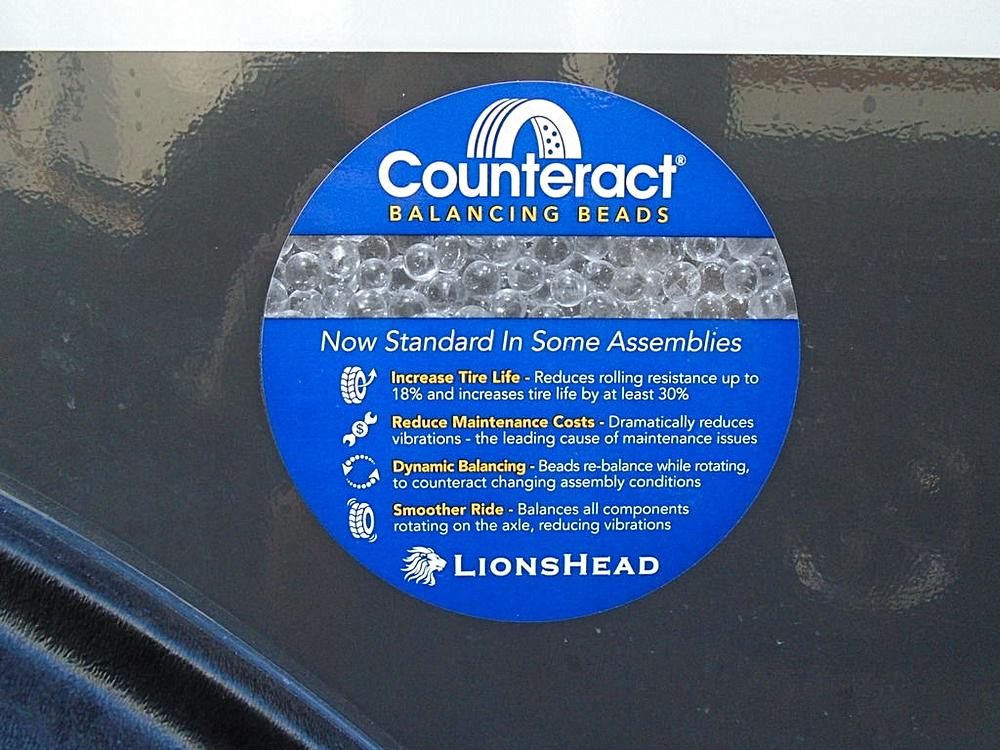 Counteract®
BALANCING BEADS
Now Standard In Some Assemblies
Increase Tire Life - Reduces rolling resistance up to
18% and increases tire life by at least 30%
$
Reduce Maintenance Costs - Dramatically reduces
vibrations - the leading cause of maintenance issues
Dynamic Balancing - Beads re-balance while rotating,
to counteract changing assembly conditions
Smoother Ride - Balances all components
rotating on the axle, reducing vibrations
LIONSHEAD